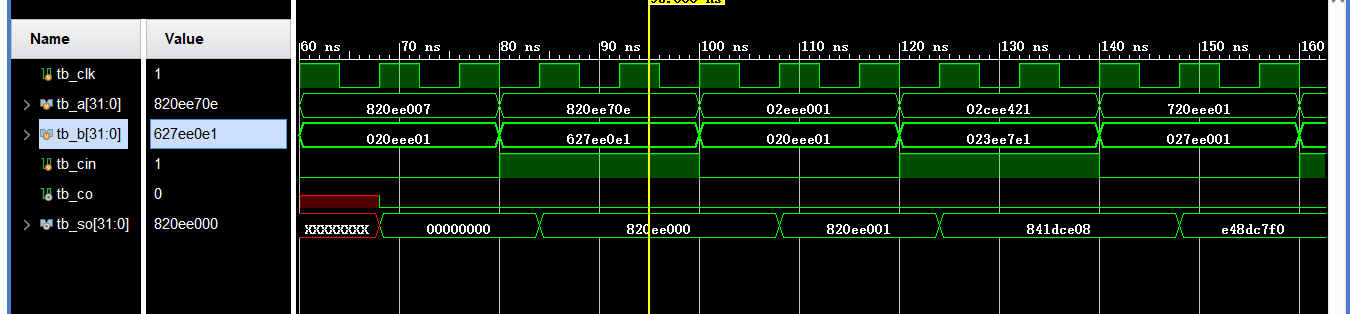 Name Value
60 ns 70 ns 80 ns 90 ns 100 ns 110 ns 120 ns 130 ns 140 ns 150 ns 160
tb_clk 1
tb_a[31:0] 820ee70e 820ee007 820ee70e 02ee001 02cee421 720eee01
tb_b[31:0] 627ee0e1 020eee01 627ee0e1 020ee001 023ee7e1 027ee001
tb_cin 1
tb_co 0
tb_so[31:0] 820ee000 XXXXXXXX 00000000 820ee000 820ee001 841dce08 e48dc7f0